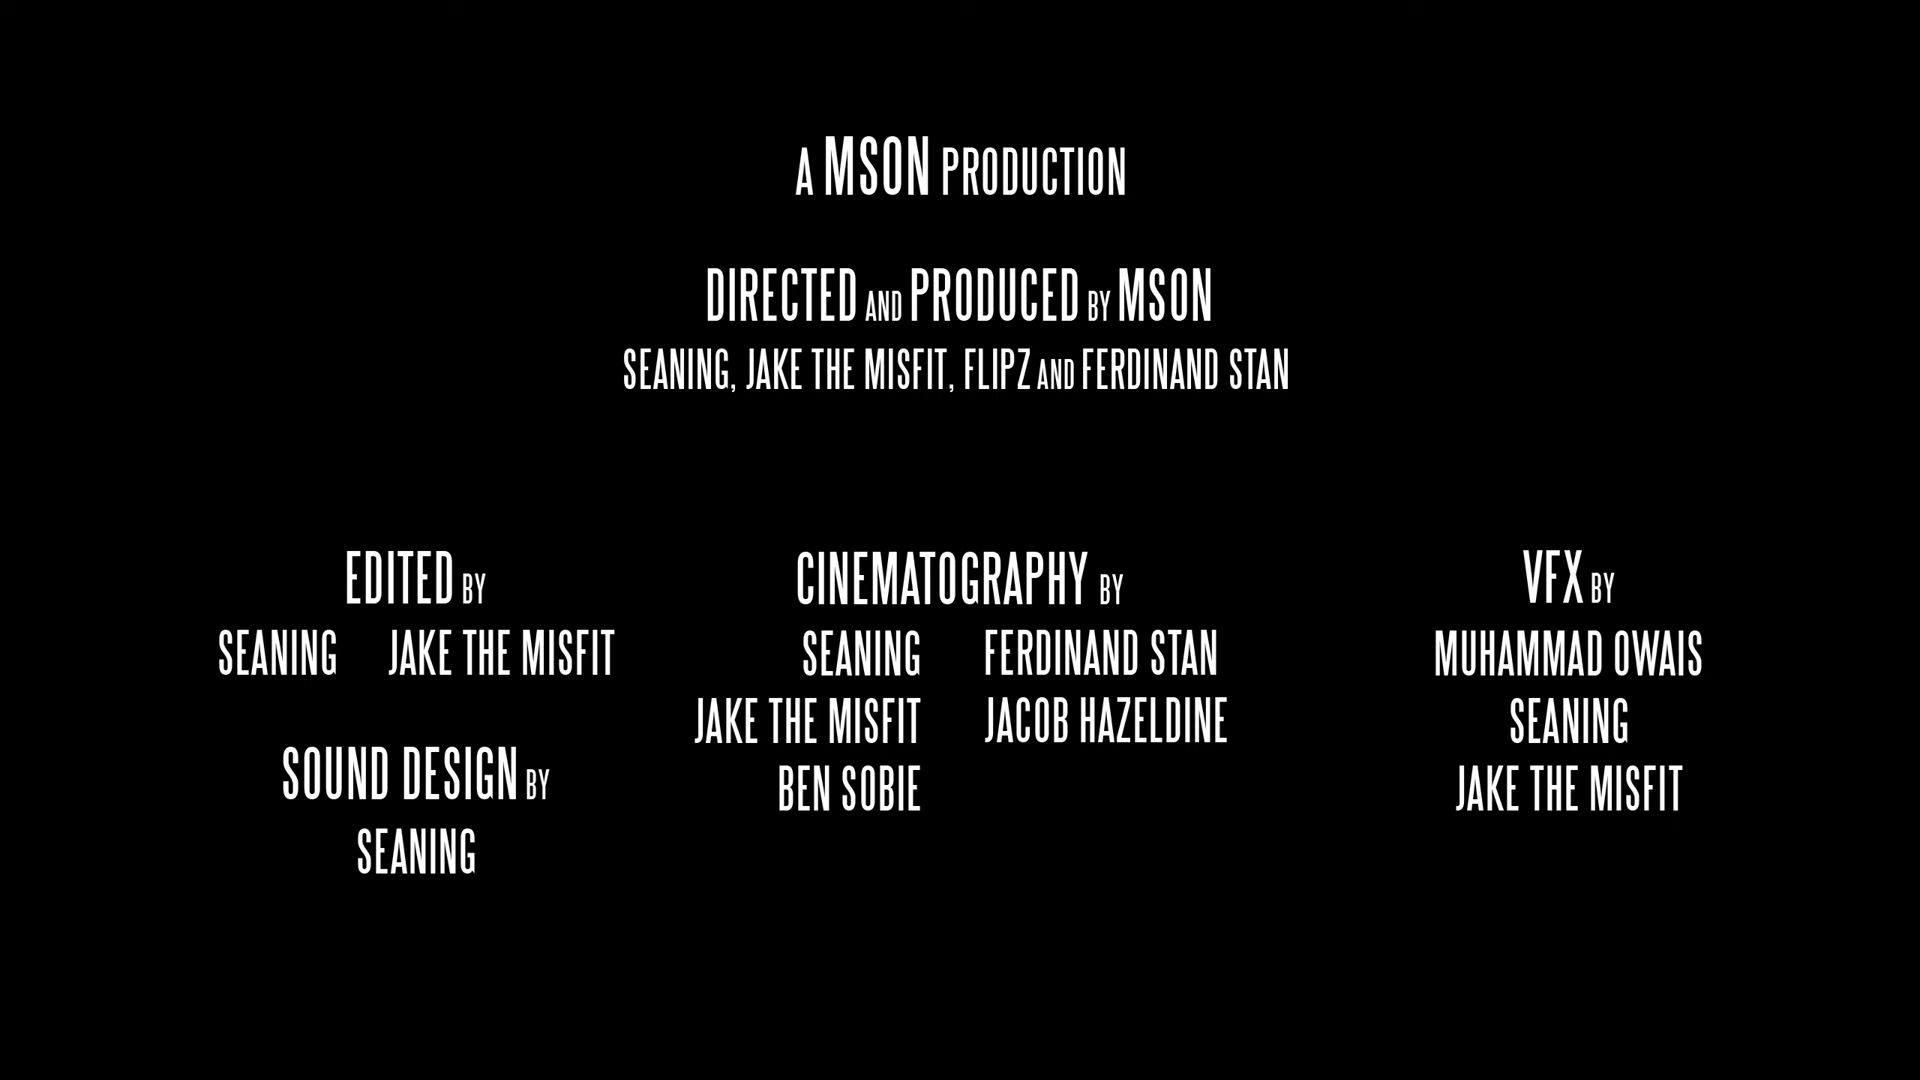 A MSON PRODUCTION
DIRECTED AND PRODUCED BY MSON
SEANING, JAKE THE MISFIT, FLIPZ AND FERDINAND STAN
EDITED BY
SEANING JAKE THE MISFIT
SOUND DESIGN BY
SEANING
CINEMATOGRAPHY BY
SEANING FERDINAND STAN
JAKE THE MISFIT JACOB HAZELDINE
BEN SOBIE
VFX BY
MUHAMMAD OWAIS
SEANING
JAKE THE MISFIT